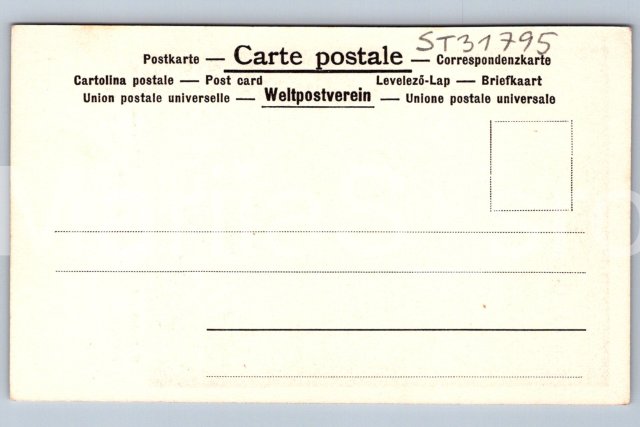 ST31795
Postkarte — Carte postale — Correspondenzkarte
Cartolina postale — Post card Levelező-Lap — Briefkaart
Union postale universelle — Weltpostverein — Unione postale universale